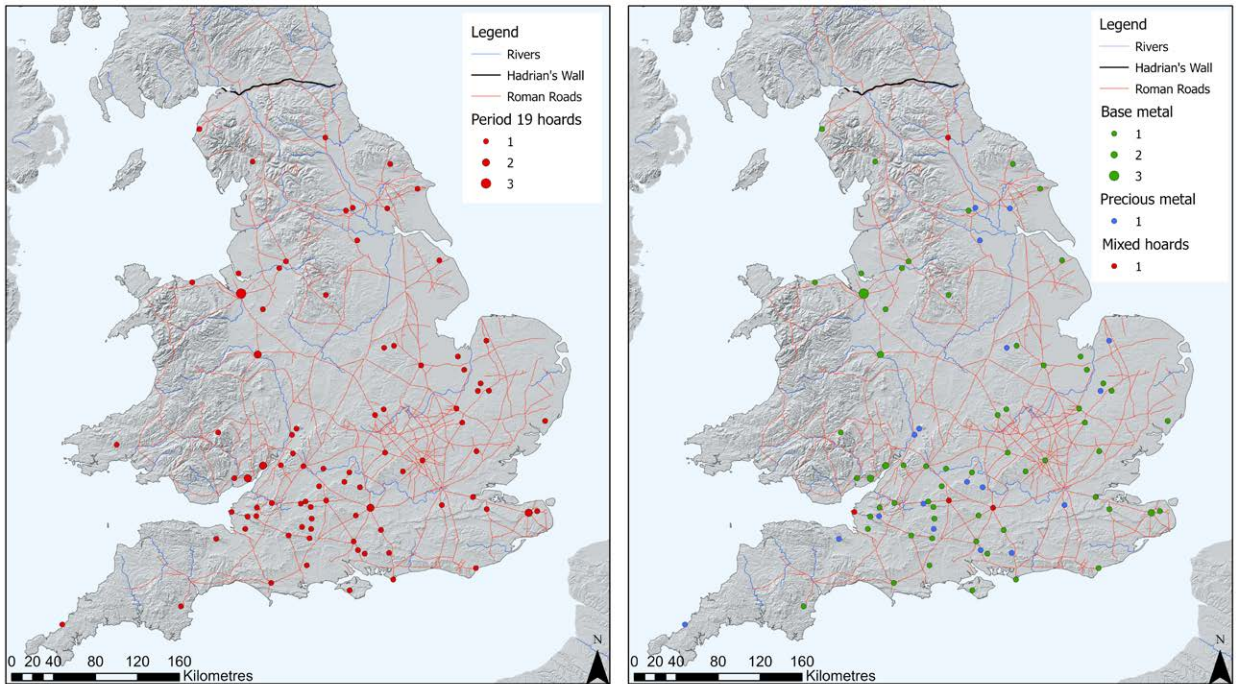 Legend
Rivers
Hadrian's Wall
Roman Roads
Period 19 hoards
1
2
3
N
0 20 40 80 120 160
Kilometres
Legend
Rivers
Hadrian's Wall
Roman Roads
Base metal
1
2
3
Precious metal
1
Mixed hoards
1
N
0 20 40 80 120 160
Kilometres